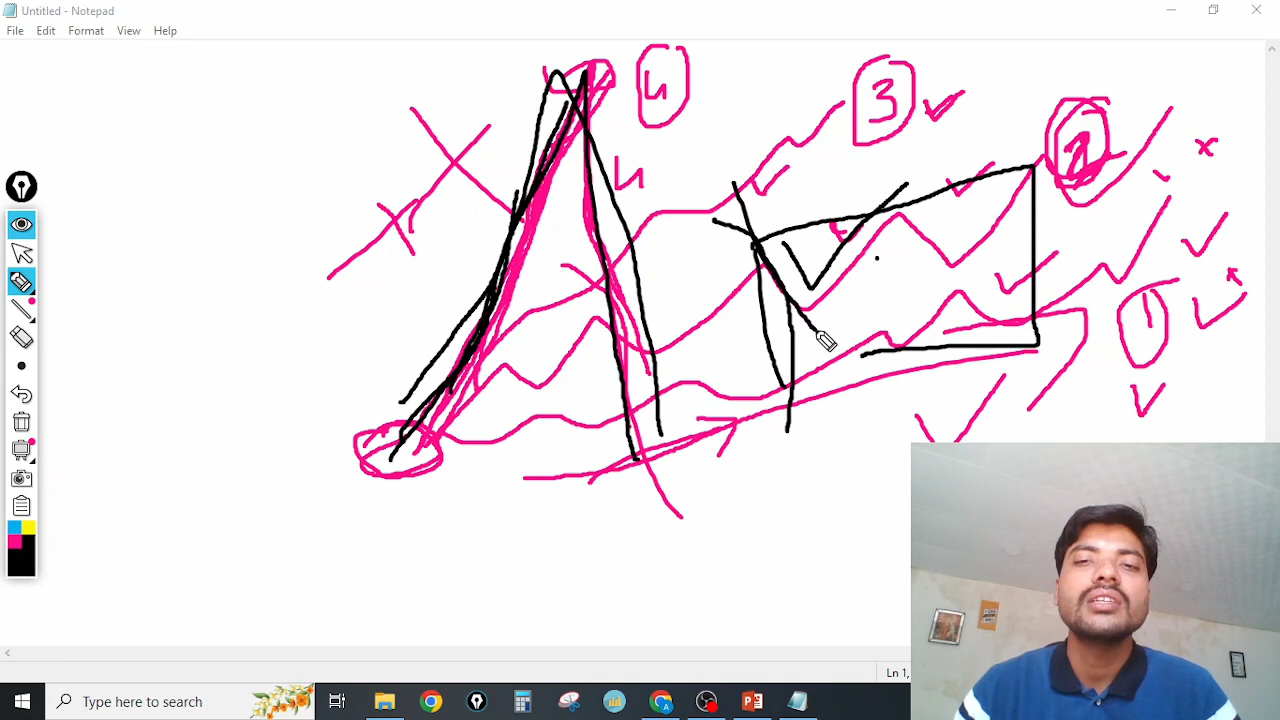 Untitled - Notepad
File Edit Format View Help
4
3
4
2
1
Ln 1,
Type here to search